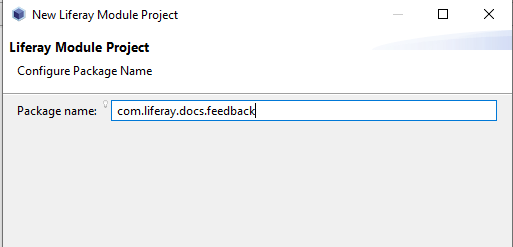 New Liferay Module Project
Liferay Module Project
Configure Package Name
Package name: com.liferay.docs.feedback